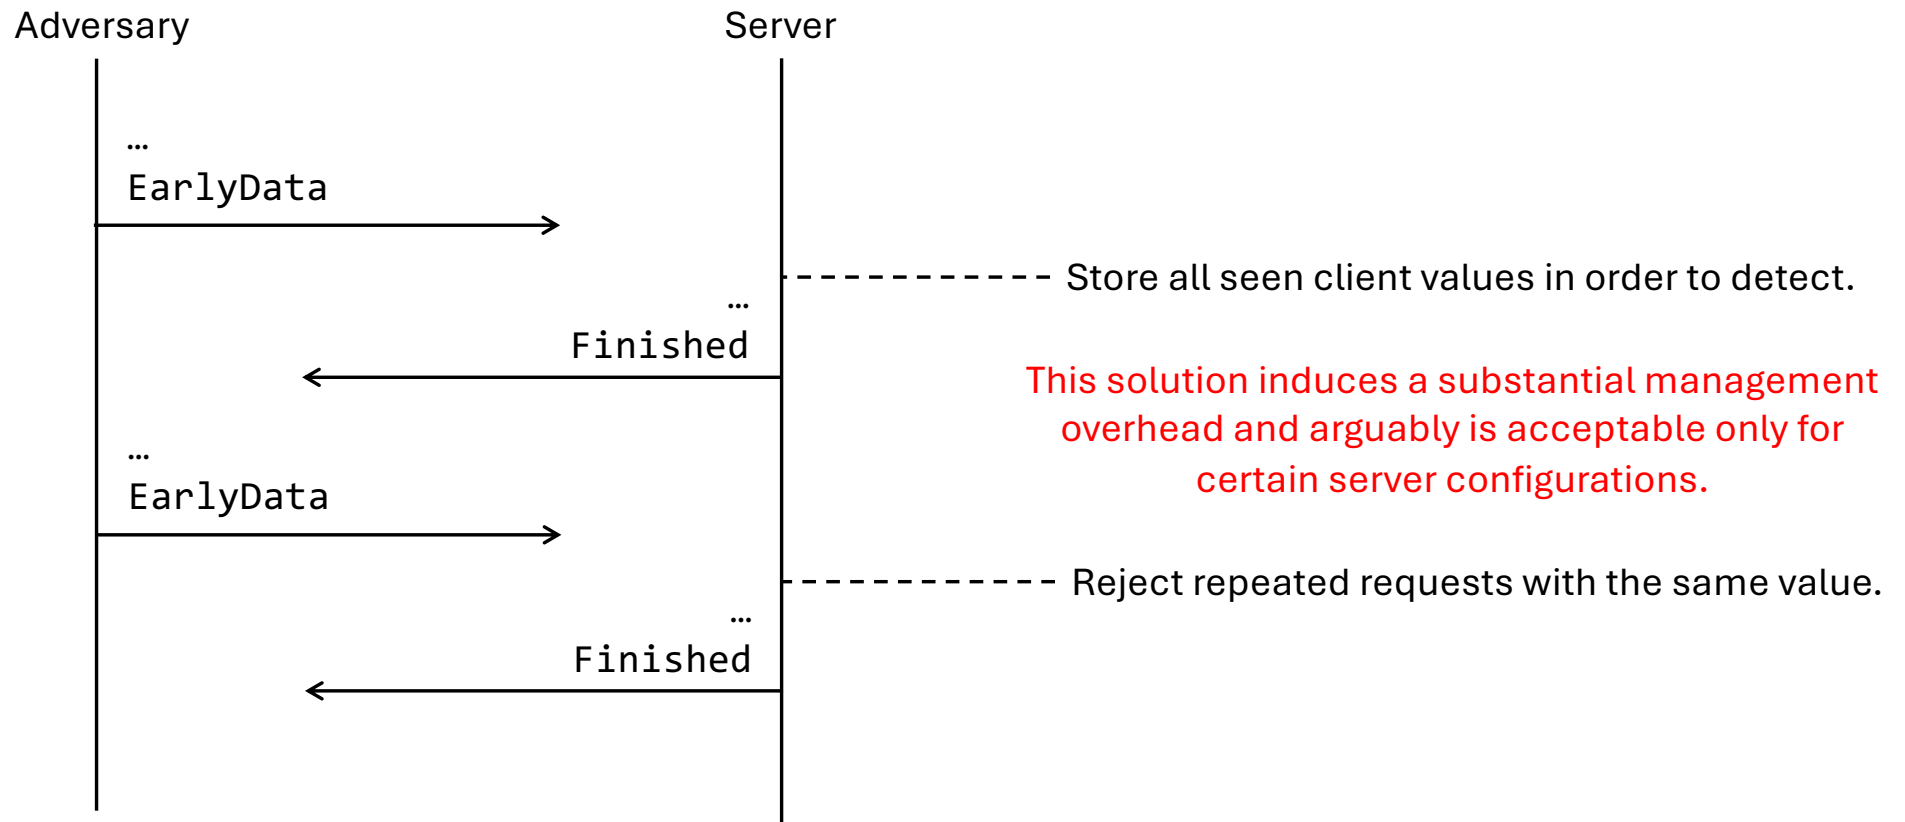 Adversary
Server
…
EarlyData
Store all seen client values in order to detect.
…
Finished
This solution induces a substantial management
overhead and arguably is acceptable only for
certain server configurations.
…
EarlyData
Reject repeated requests with the same value.
…
Finished